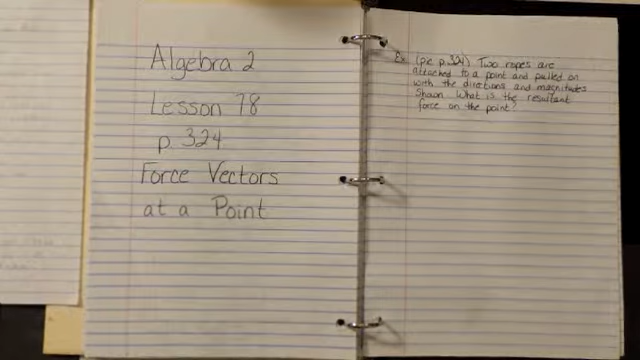 Algebra 2
Lesson 78
p. 324
Force Vectors
at a Point
Ex. (pic p.324) Two ropes are
attached to a point and pulled on
with the directions and magnitudes
shown. What is the resultant
force on the point?